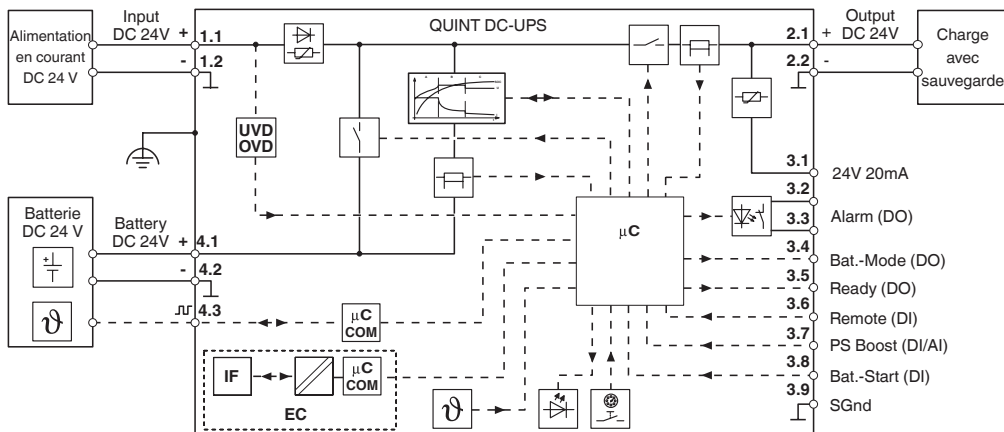 QUINT DC-UPS
Alimentation
en courant
DC 24 V
Input
DC 24V
+
-
1.1
1.2
2.1
2.2
+
-
Output
DC 24V
Charge
avec
sauvegarde
UVD
OVD
3.1
24V 20mA
3.2
3.3
Alarm (DO)
3.4
Bat.-Mode (DO)
3.5
Ready (DO)
3.6
Remote (DI)
3.7
PS Boost (DI/AI)
3.8
Bat.-Start (DI)
3.9
SGnd
µC
Batterie
DC 24 V
+
ϑ
Battery
DC 24V
+
-
4.1
4.2
4.3
µC
COM
IF
µC
COM
EC
ϑ